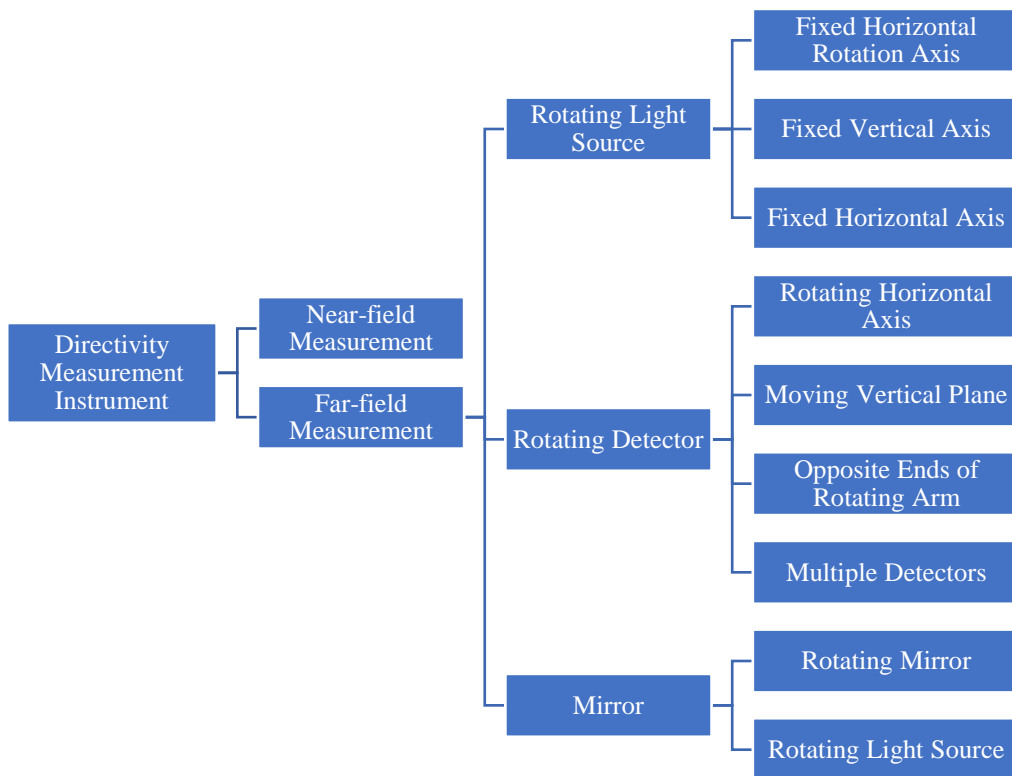 Directivity
Measurement
Instrument
Near-field
Measurement
Far-field
Measurement
Rotating Light
Source
Fixed Horizontal
Rotation Axis
Fixed Vertical Axis
Fixed Horizontal Axis
Rotating Detector
Rotating Horizontal
Axis
Moving Vertical Plane
Opposite Ends of
Rotating Arm
Multiple Detectors
Mirror
Rotating Mirror
Rotating Light Source